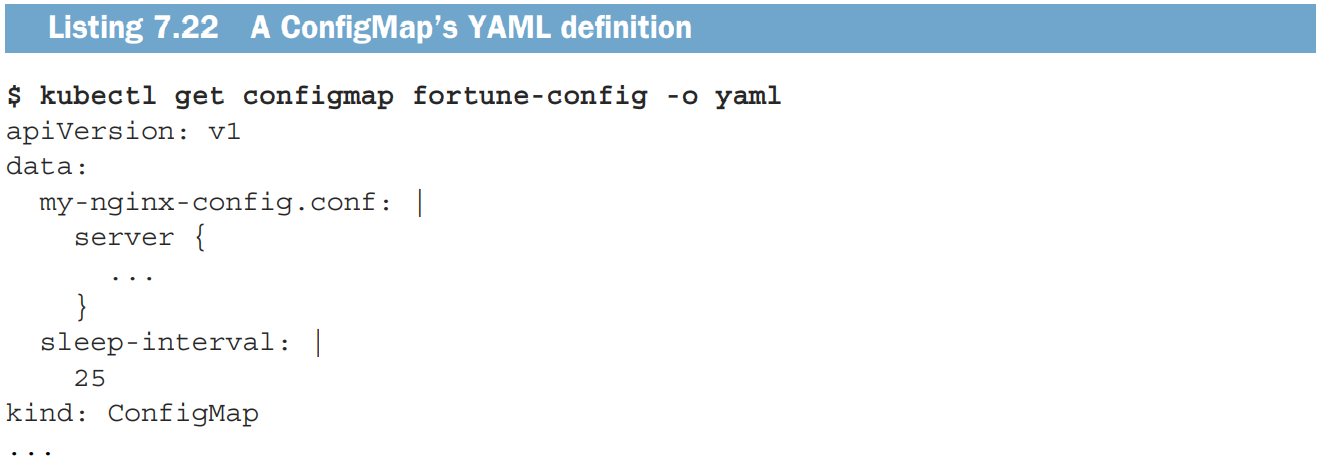 Listing 7.22 A ConfigMap’s YAML definition
$ kubectl get configmap fortune-config -o yaml
apiVersion: v1
data:
  my-nginx-config.conf: |
    server {
      ...
    }
  sleep-interval: |
    25
kind: ConfigMap
...